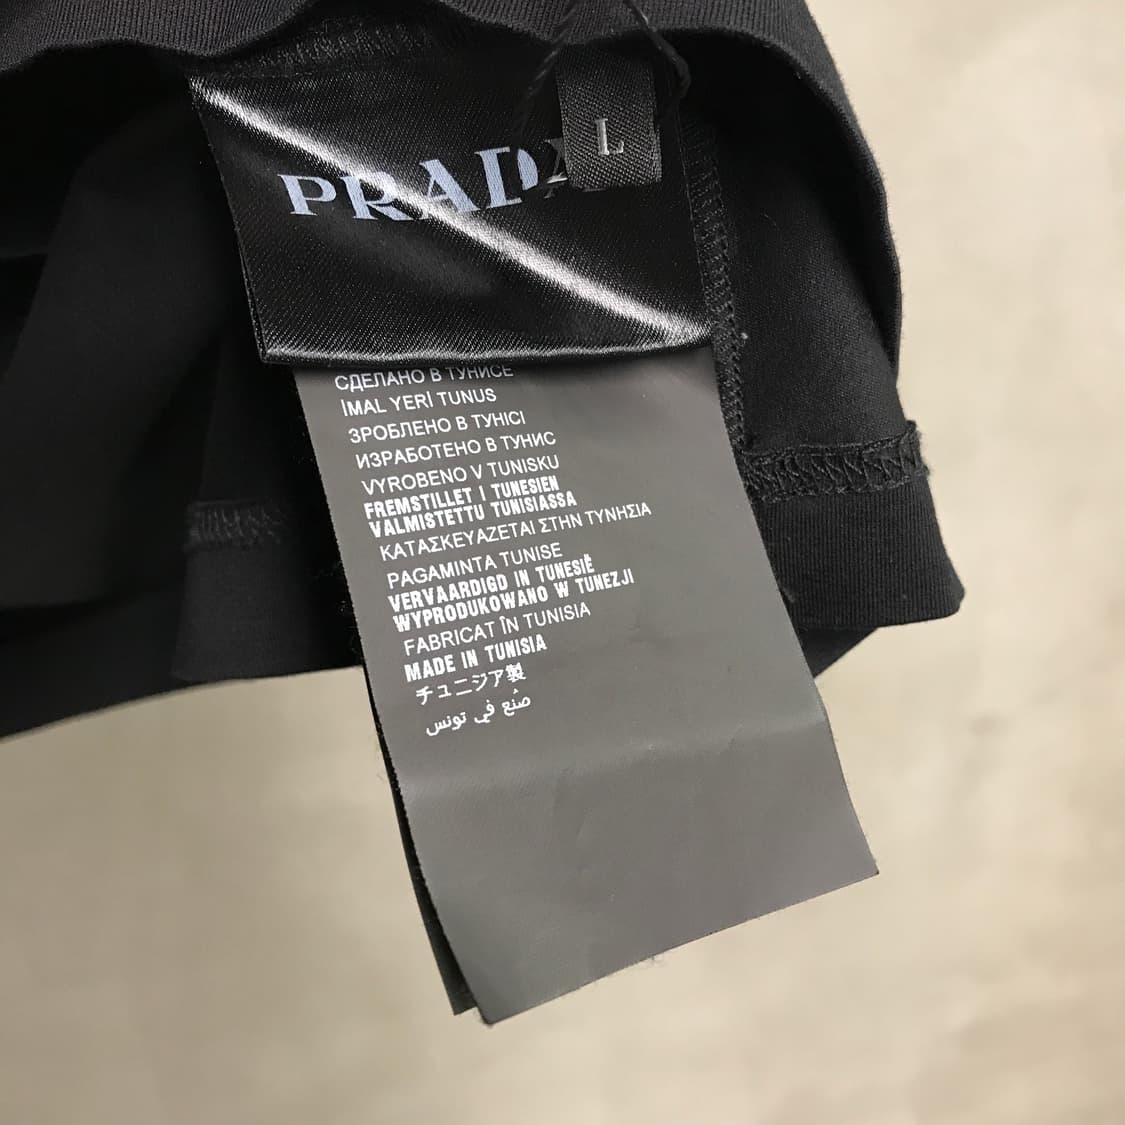 PRADA
L
СДЕЛАНО В ТУНИСЕ
İMAL YERİ TUNUS
ЗРОБЛЕНО В ТУНІСІ
ИЗРАБОТЕНО В ТУНИС
VYROBENO V TUNISKU
FREMSTILLET I TUNESIEN
VALMISTETTU TUNISIASSA
ΚΑΤΑΣΚΕΥΑΖΕΤΑΙ ΣΤΗΝ ΤΥΝΗΣΙΑ
PAGAMINTA TUNISE
VERVAARDIGD IN TUNESIË
WYPRODUKOWANO W TUNEZJI
FABRICAT ÎN TUNISIA
MADE IN TUNISIA
チュニジア製
صُنع في تونس